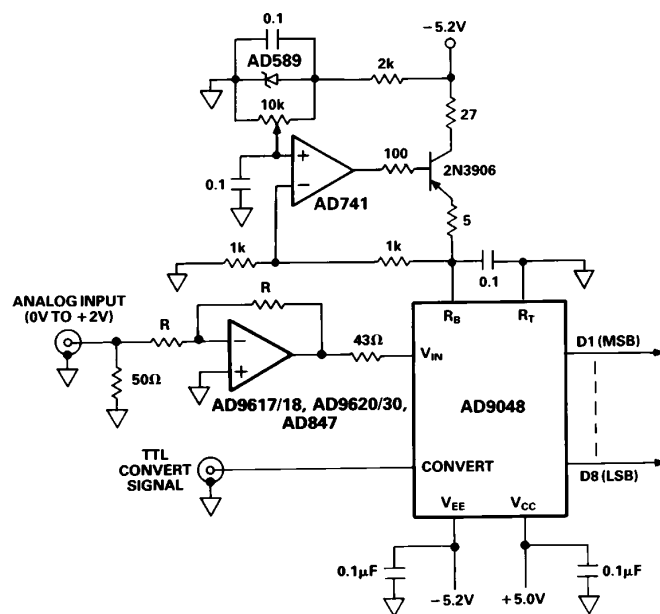 0.1
AD589
−5.2V
2k
10k
27
+
100
2N3906
0.1
−
AD741
5
1k
1k
0.1
ANALOG INPUT
(0V TO +2V)
R
R_B
R_T
R
43Ω
D1 (MSB)
−
V_IN
+
50Ω
AD9617/18, AD9620/30,
AD847
AD9048
TTL
CONVERT
SIGNAL
CONVERT
D8 (LSB)
V_EE
V_CC
0.1µF
0.1µF
−5.2V
+5.0V